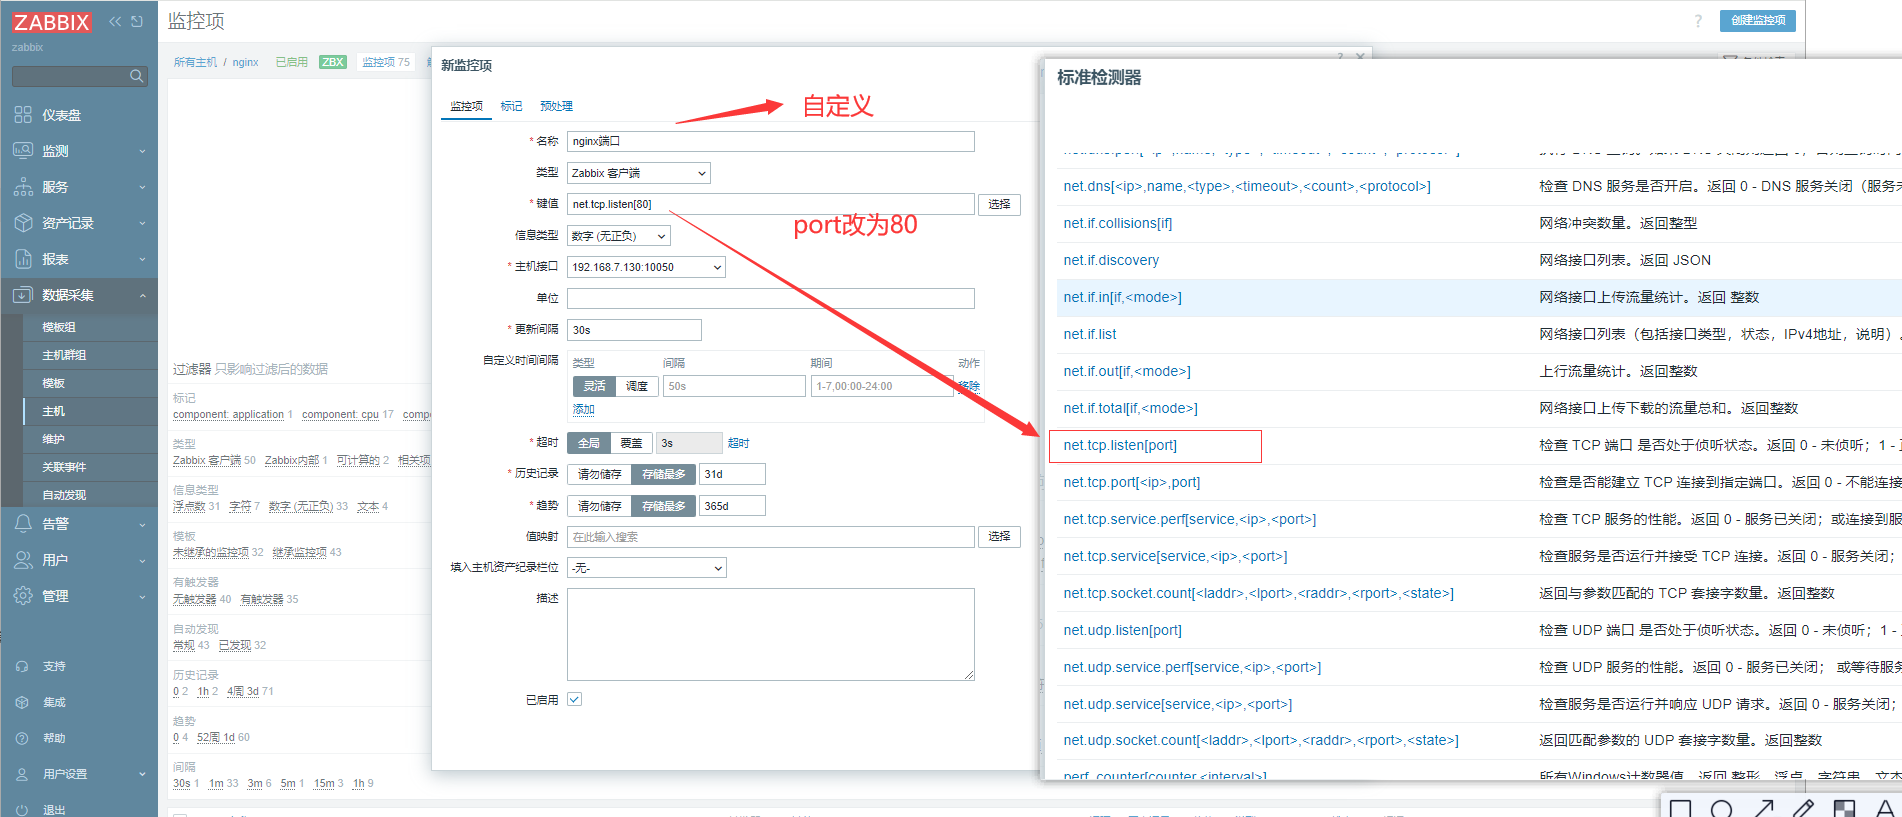 ZABBIX
zabbix
仪表盘
监测
服务
资产记录
报表
数据采集
模板组
主机群组
模板
主机
维护
关联事件
自动发现
告警
用户
管理
支持
集成
帮助
用户设置
退出
监控项
? 创建监控项
所有主机 / nginx 已启用 ZBX 监控项 75
过滤器 只影响过滤后的数据
标记
component: application 1 component: cpu 17 compo
类型
Zabbix 客户端 50 Zabbix内部 1 可计算的 2 相关项
信息类型
浮点数 31 字符 7 数字 (无正负) 33 文本 4
模板
未继承的监控项 32 继承监控项 43
有触发器
无触发器 40 有触发器 35
自动发现
常规 43 已发现 32
历史记录
0 2 1h 2 4周 3d 71
趋势
0 4 52周 1d 60
间隔
30s 1 1m 33 3m 6 5m 1 15m 3 1h 9
新监控项
监控项 标记 预处理
自定义
* 名称 nginx端口
类型 Zabbix 客户端
* 键值 net.tcp.listen[80] 选择
port改为80
信息类型 数字 (无正负)
* 主机接口 192.168.7.130:10050
单位
* 更新间隔 30s
自定义时间间隔 类型 间隔 期间 动作
灵活 调度 50s 1-7,00:00-24:00 移除
添加
* 超时 全局 覆盖 3s 超时
* 历史记录 请勿储存 存储最多 31d
* 趋势 请勿储存 存储最多 365d
值映射 在此输入搜索 选择
填入主机资产纪录栏位 -无-
描述
已启用
标准检测器
net.dns[<ip>,name,<type>,<timeout>,<count>,<protocol>] 检查 DNS 服务是否开启。返回 0 - DNS 服务关闭（服务未
net.if.collisions[if] 网络冲突数量。返回整型
net.if.discovery 网络接口列表。返回 JSON
net.if.in[if,<mode>] 网络接口上传流量统计。返回 整数
net.if.list 网络接口列表（包括接口类型，状态，IPv4地址，说明）。
net.if.out[if,<mode>] 上行流量统计。返回整数
net.if.total[if,<mode>] 网络接口上传下载的流量总和。返回整数
net.tcp.listen[port] 检查 TCP 端口 是否处于侦听状态。返回 0 - 未侦听；1 -
net.tcp.port[<ip>,port] 检查是否能建立 TCP 连接到指定端口。返回 0 - 不能连接
net.tcp.service.perf[service,<ip>,<port>] 检查 TCP 服务的性能。返回 0 - 服务已关闭；或连接到服
net.tcp.service[service,<ip>,<port>] 检查服务是否运行并接受 TCP 连接。返回 0 - 服务关闭；
net.tcp.socket.count[<laddr>,<lport>,<raddr>,<rport>,<state>] 返回与参数匹配的 TCP 套接字数量。返回整数
net.udp.listen[port] 检查 UDP 端口 是否处于侦听状态。返回 0 - 未侦听；1 -
net.udp.service.perf[service,<ip>,<port>] 检查 UDP 服务的性能。返回 0 - 服务已关闭； 或等待服务
net.udp.service[service,<ip>,<port>] 检查服务是否运行并响应 UDP 请求。返回 0 - 服务关闭；
net.udp.socket.count[<laddr>,<lport>,<raddr>,<rport>,<state>] 返回匹配参数的 UDP 套接字数量。返回整数
perf_counter[counter,<interval>] 所有Windows计数器值。返回 整形、浮点、字符串、文本